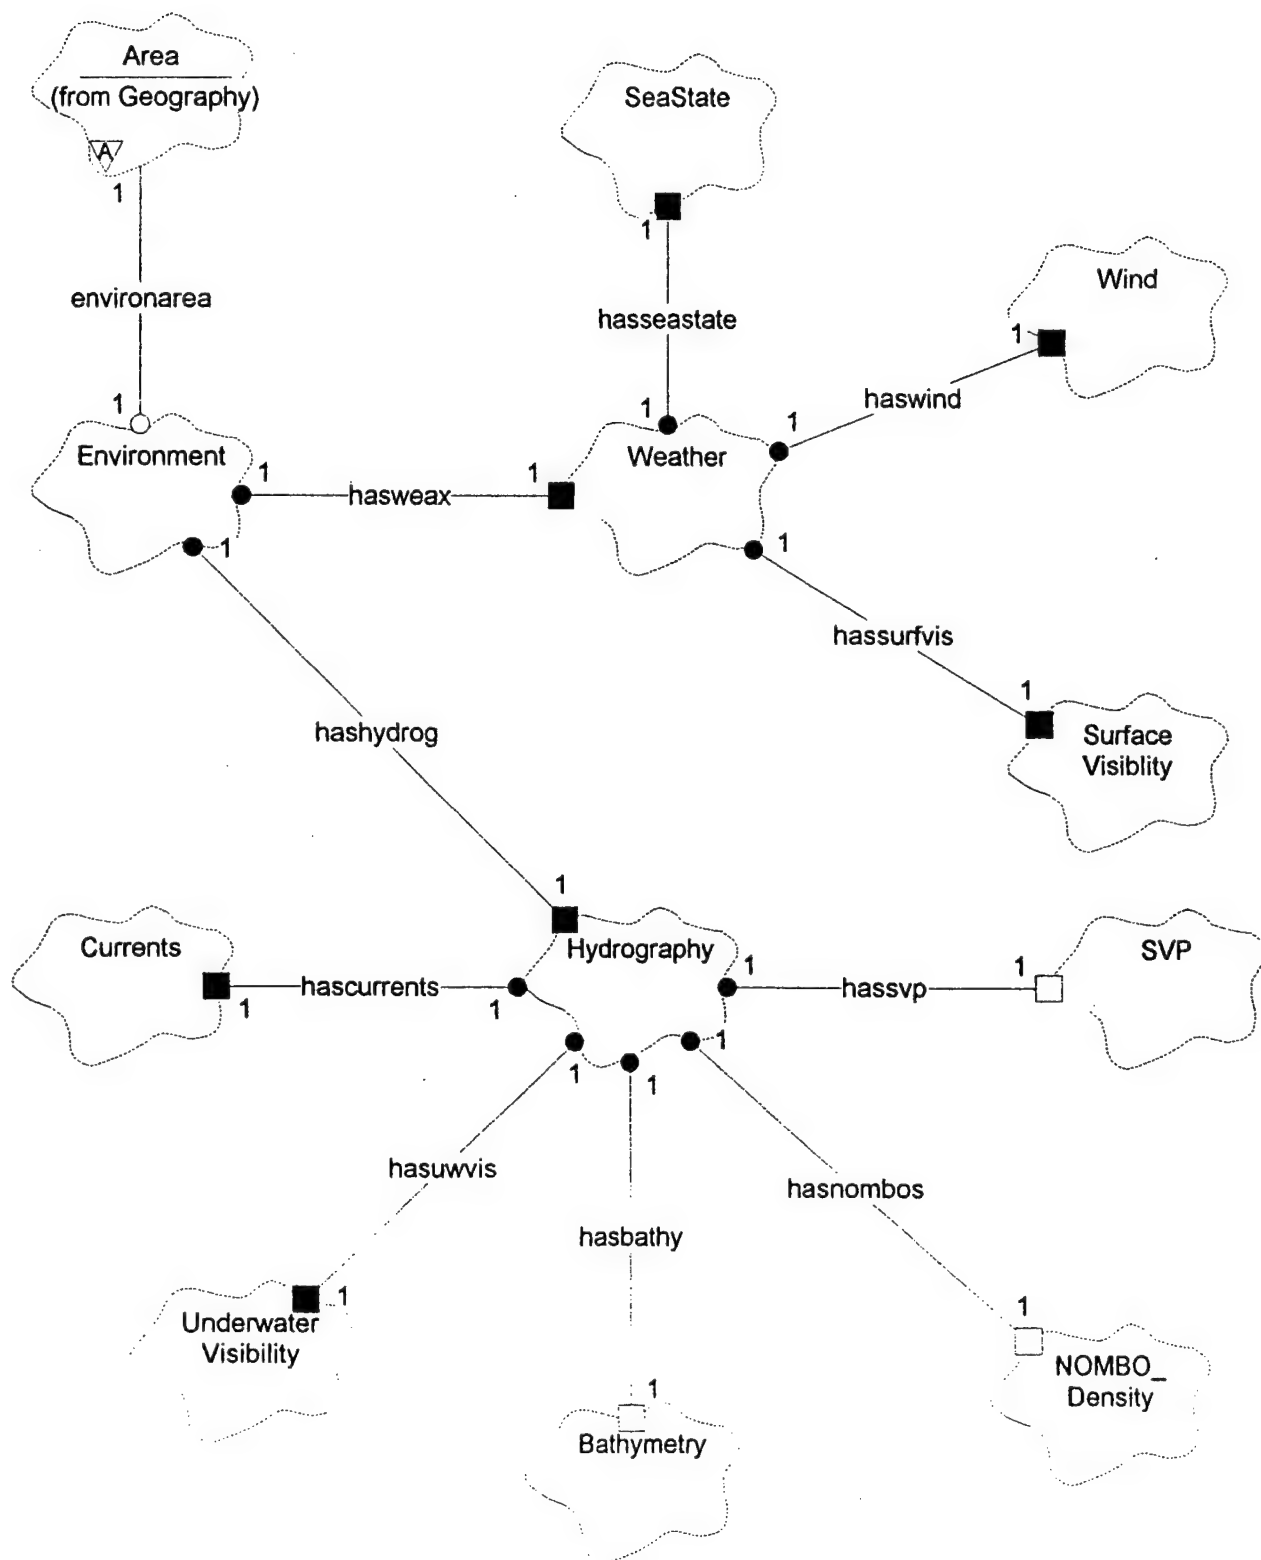 Area
(from Geography)
A
1
SeaState
1
environarea
hasseastate
Wind
1
haswind
1
1
1
Environment
1
hasweax
1
Weather
1
1
hassurfvis
1
Surface
Visiblity
hashydrog
1
Currents
1
hascurrents
1
Hydrography
1
hassvp
1
SVP
1
1
1
hasuwvis
hasbathy
hasnombos
1
Underwater
Visibility
1
Bathymetry
1
NOMBO_
Density